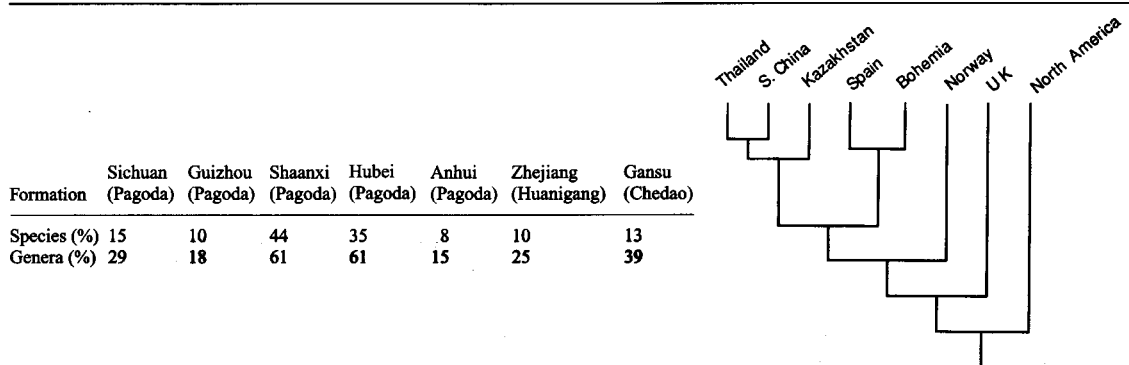 Formation Sichuan (Pagoda) Guizhou (Pagoda) Shaanxi (Pagoda) Hubei (Pagoda) Anhui (Pagoda) Zhejiang (Huanigang) Gansu (Chedao)
Species (%) 15 10 44 35 8 10 13
Genera (%) 29 18 61 61 15 25 39
Thailand
S. China
Kazakhstan
Spain
Bohemia
Norway
U K
North America